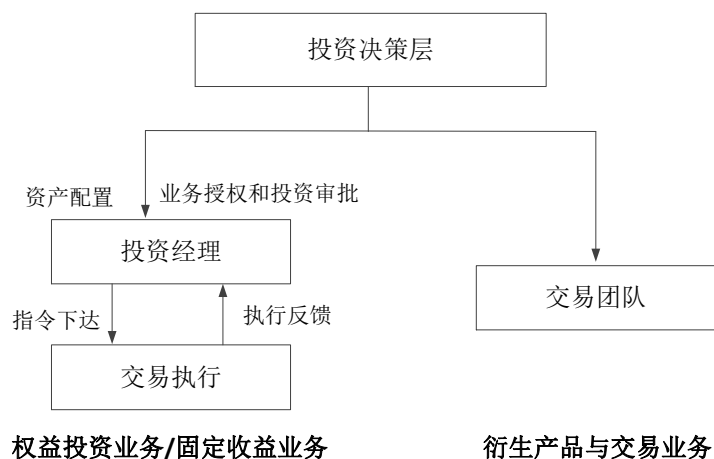 投资决策层
资产配置
业务授权和投资审批
投资经理
交易团队
指令下达
执行反馈
交易执行
权益投资业务/固定收益业务
衍生产品与交易业务